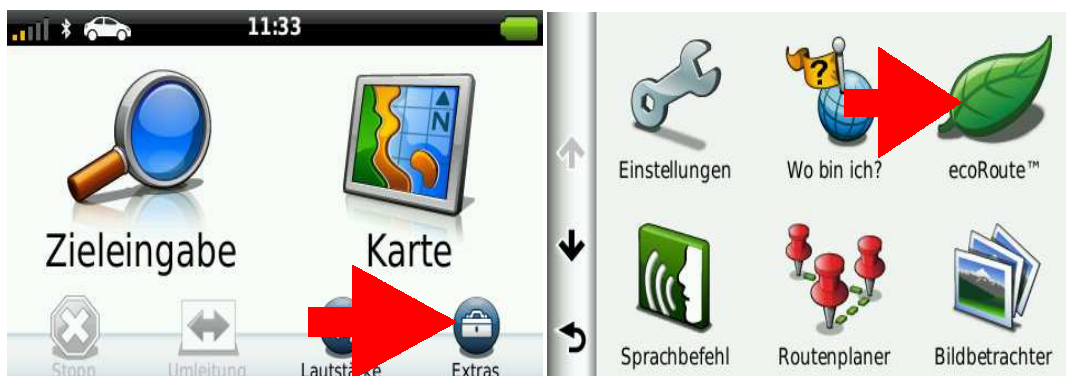 11:33
Zieleingabe
Karte
N
Stopp
Umleitung
Lautstärke
Extras
?
Einstellungen
Wo bin ich?
ecoRoute™
Sprachbefehl
Routenplaner
Bildbetrachter